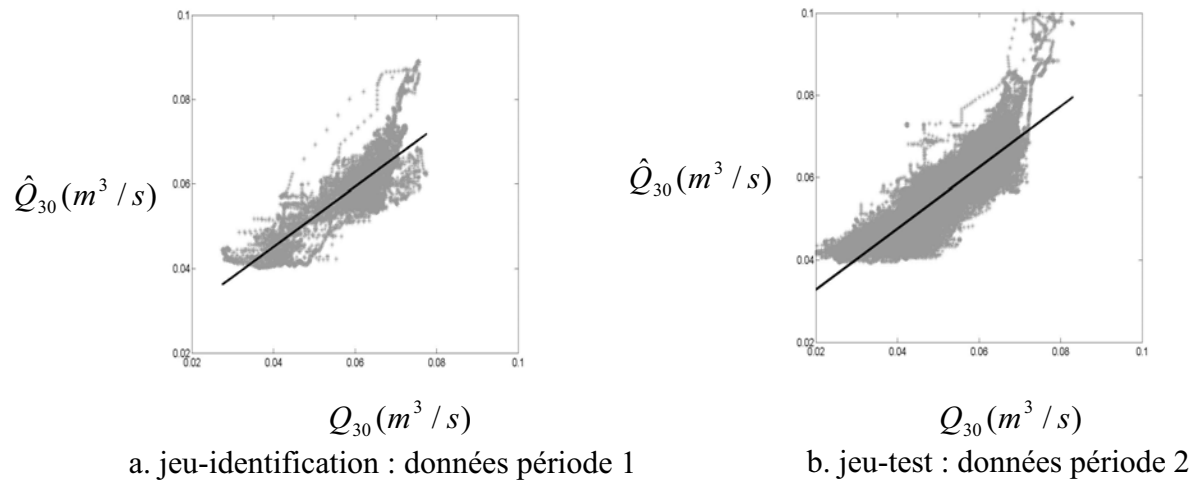 0.1
0.08
0.06
0.04
0.02
0.02 0.04 0.06 0.08 0.1
Q̂₃₀(m³/s)
Q₃₀(m³/s)
a. jeu-identification : données période 1
0.1
0.08
0.06
0.04
0.02
0.02 0.04 0.06 0.08 0.1
Q̂₃₀(m³/s)
Q₃₀(m³/s)
b. jeu-test : données période 2